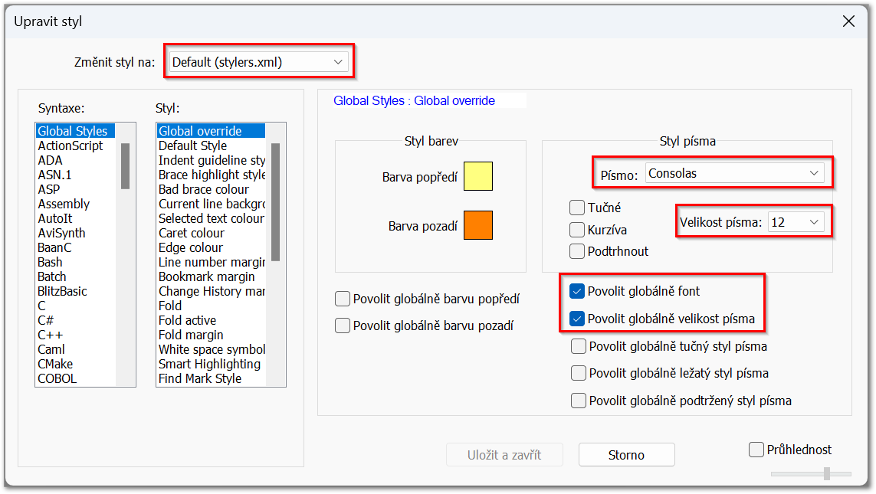 Upravit styl
Změnit styl na: Default (stylers.xml)
Syntaxe:
Global Styles
ActionScript
ADA
ASN.1
ASP
Assembly
AutoIt
AviSynth
BaanC
Bash
Batch
BlitzBasic
C
C#
C++
Caml
CMake
COBOL
Styl:
Global override
Default Style
Indent guideline sty
Brace highlight style
Bad brace colour
Current line backgro
Selected text colour
Caret colour
Edge colour
Line number margin
Bookmark margin
Change History mar
Fold
Fold active
Fold margin
White space symbol
Smart Highlighting
Find Mark Style
Global Styles : Global override
Styl barev
Barva popředí
Barva pozadí
Povolit globálně barvu popředí
Povolit globálně barvu pozadí
Styl písma
Písmo: Consolas
Tučné
Kurzíva
Podtrhnout
Velikost písma: 12
Povolit globálně font
Povolit globálně velikost písma
Povolit globálně tučný styl písma
Povolit globálně ležatý styl písma
Povolit globálně podtržený styl písma
Uložit a zavřít
Storno
Průhlednost